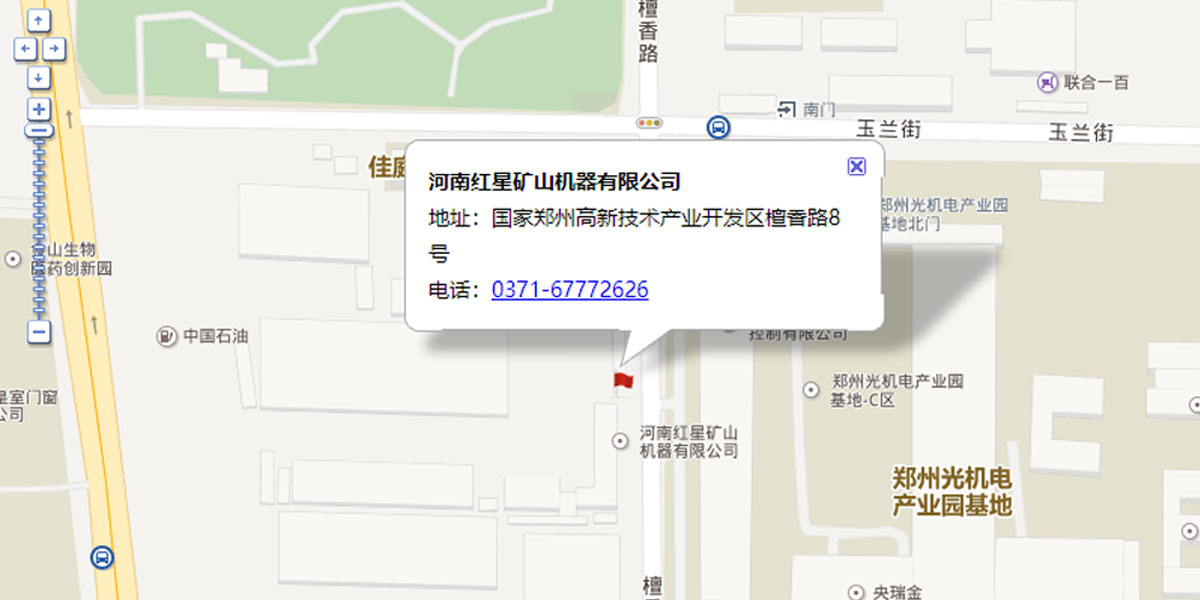 檀香路
联合一百
南门
玉兰街
玉兰街
佳庭
河南红星矿山机器有限公司
地址：国家郑州高新技术产业开发区檀香路8
号
电话：0371-67772626
郑州光机电产业园
基地北门
山生物
医药创新园
中国石油
控制有限公司
郑州光机电产业园
基地-C区
皇室门窗
公司
河南红星矿山
机器有限公司
郑州光机电
产业园基地
檀
央瑞金